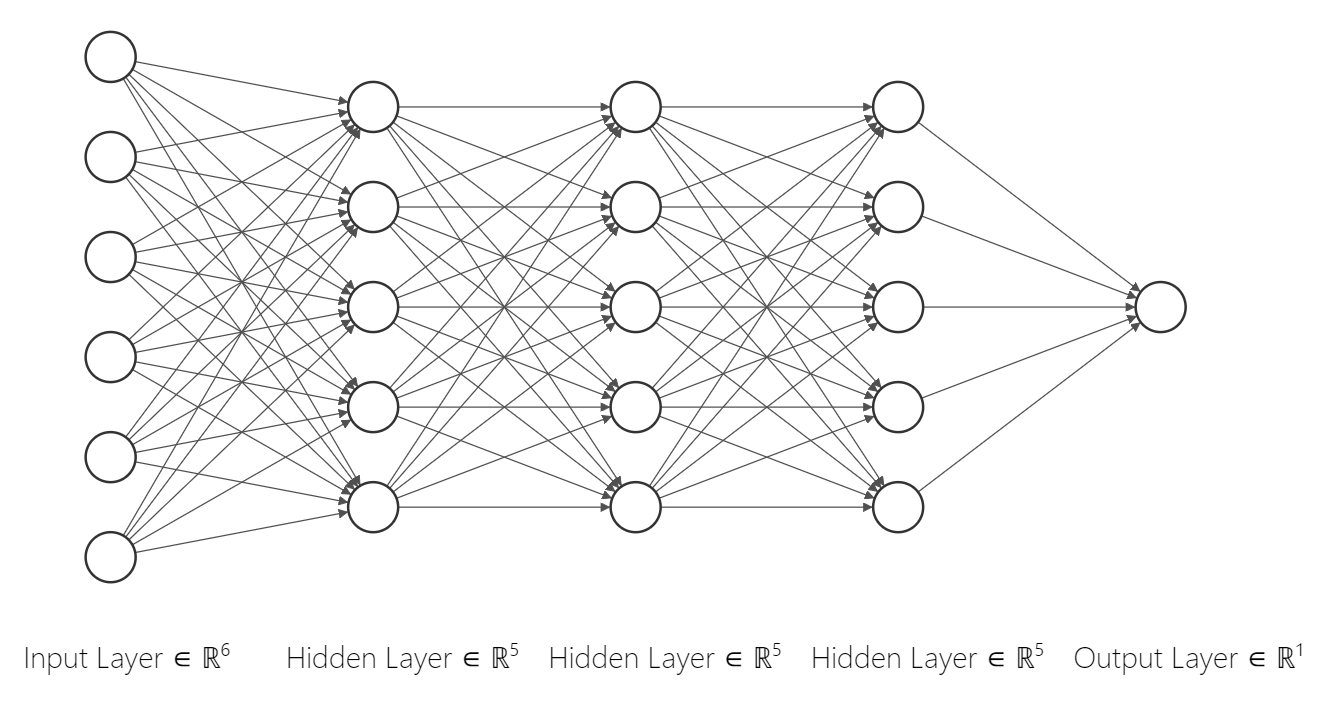 Input Layer ∈ ℝ⁶ Hidden Layer ∈ ℝ⁵ Hidden Layer ∈ ℝ⁵ Hidden Layer ∈ ℝ⁵ Output Layer ∈ ℝ¹